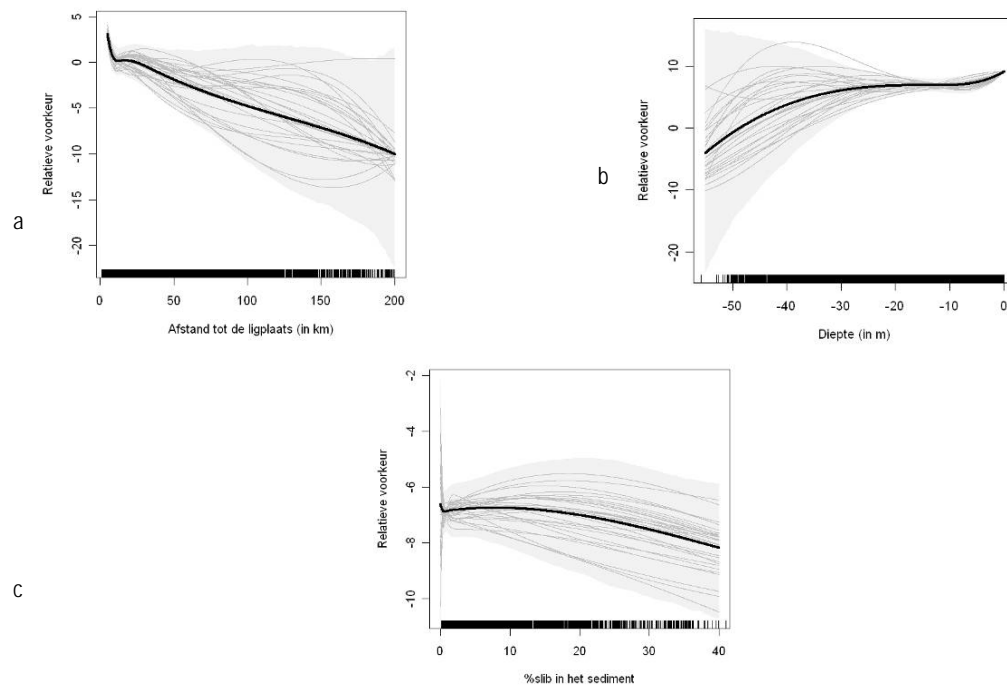 a
Relatieve voorkeur
5
0
-5
-10
-15
-20
0 50 100 150 200
Afstand tot de ligplaats (in km)
b
Relatieve voorkeur
10
0
-10
-20
-50 -40 -30 -20 -10 0
Diepte (in m)
c
Relatieve voorkeur
-2
-4
-6
-8
-10
0 10 20 30 40
%slib in het sediment